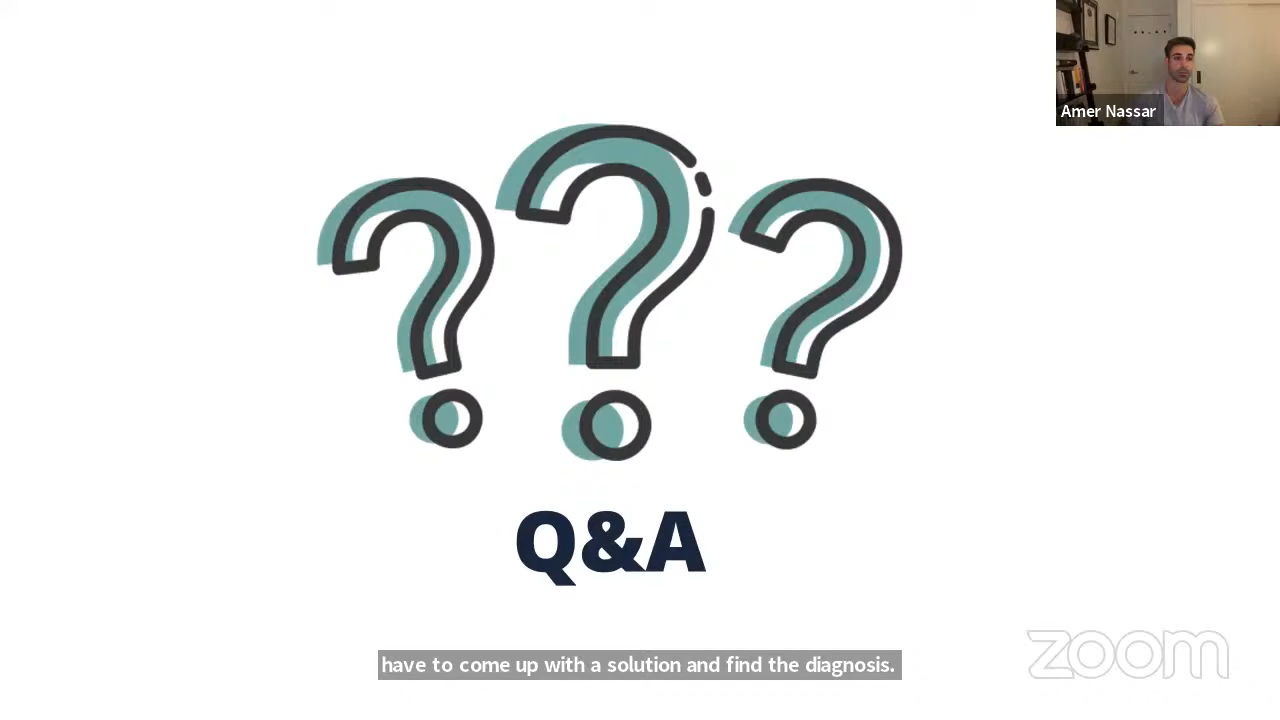 Amer Nassar
Q&A
have to come up with a solution and find the diagnosis.
zoom